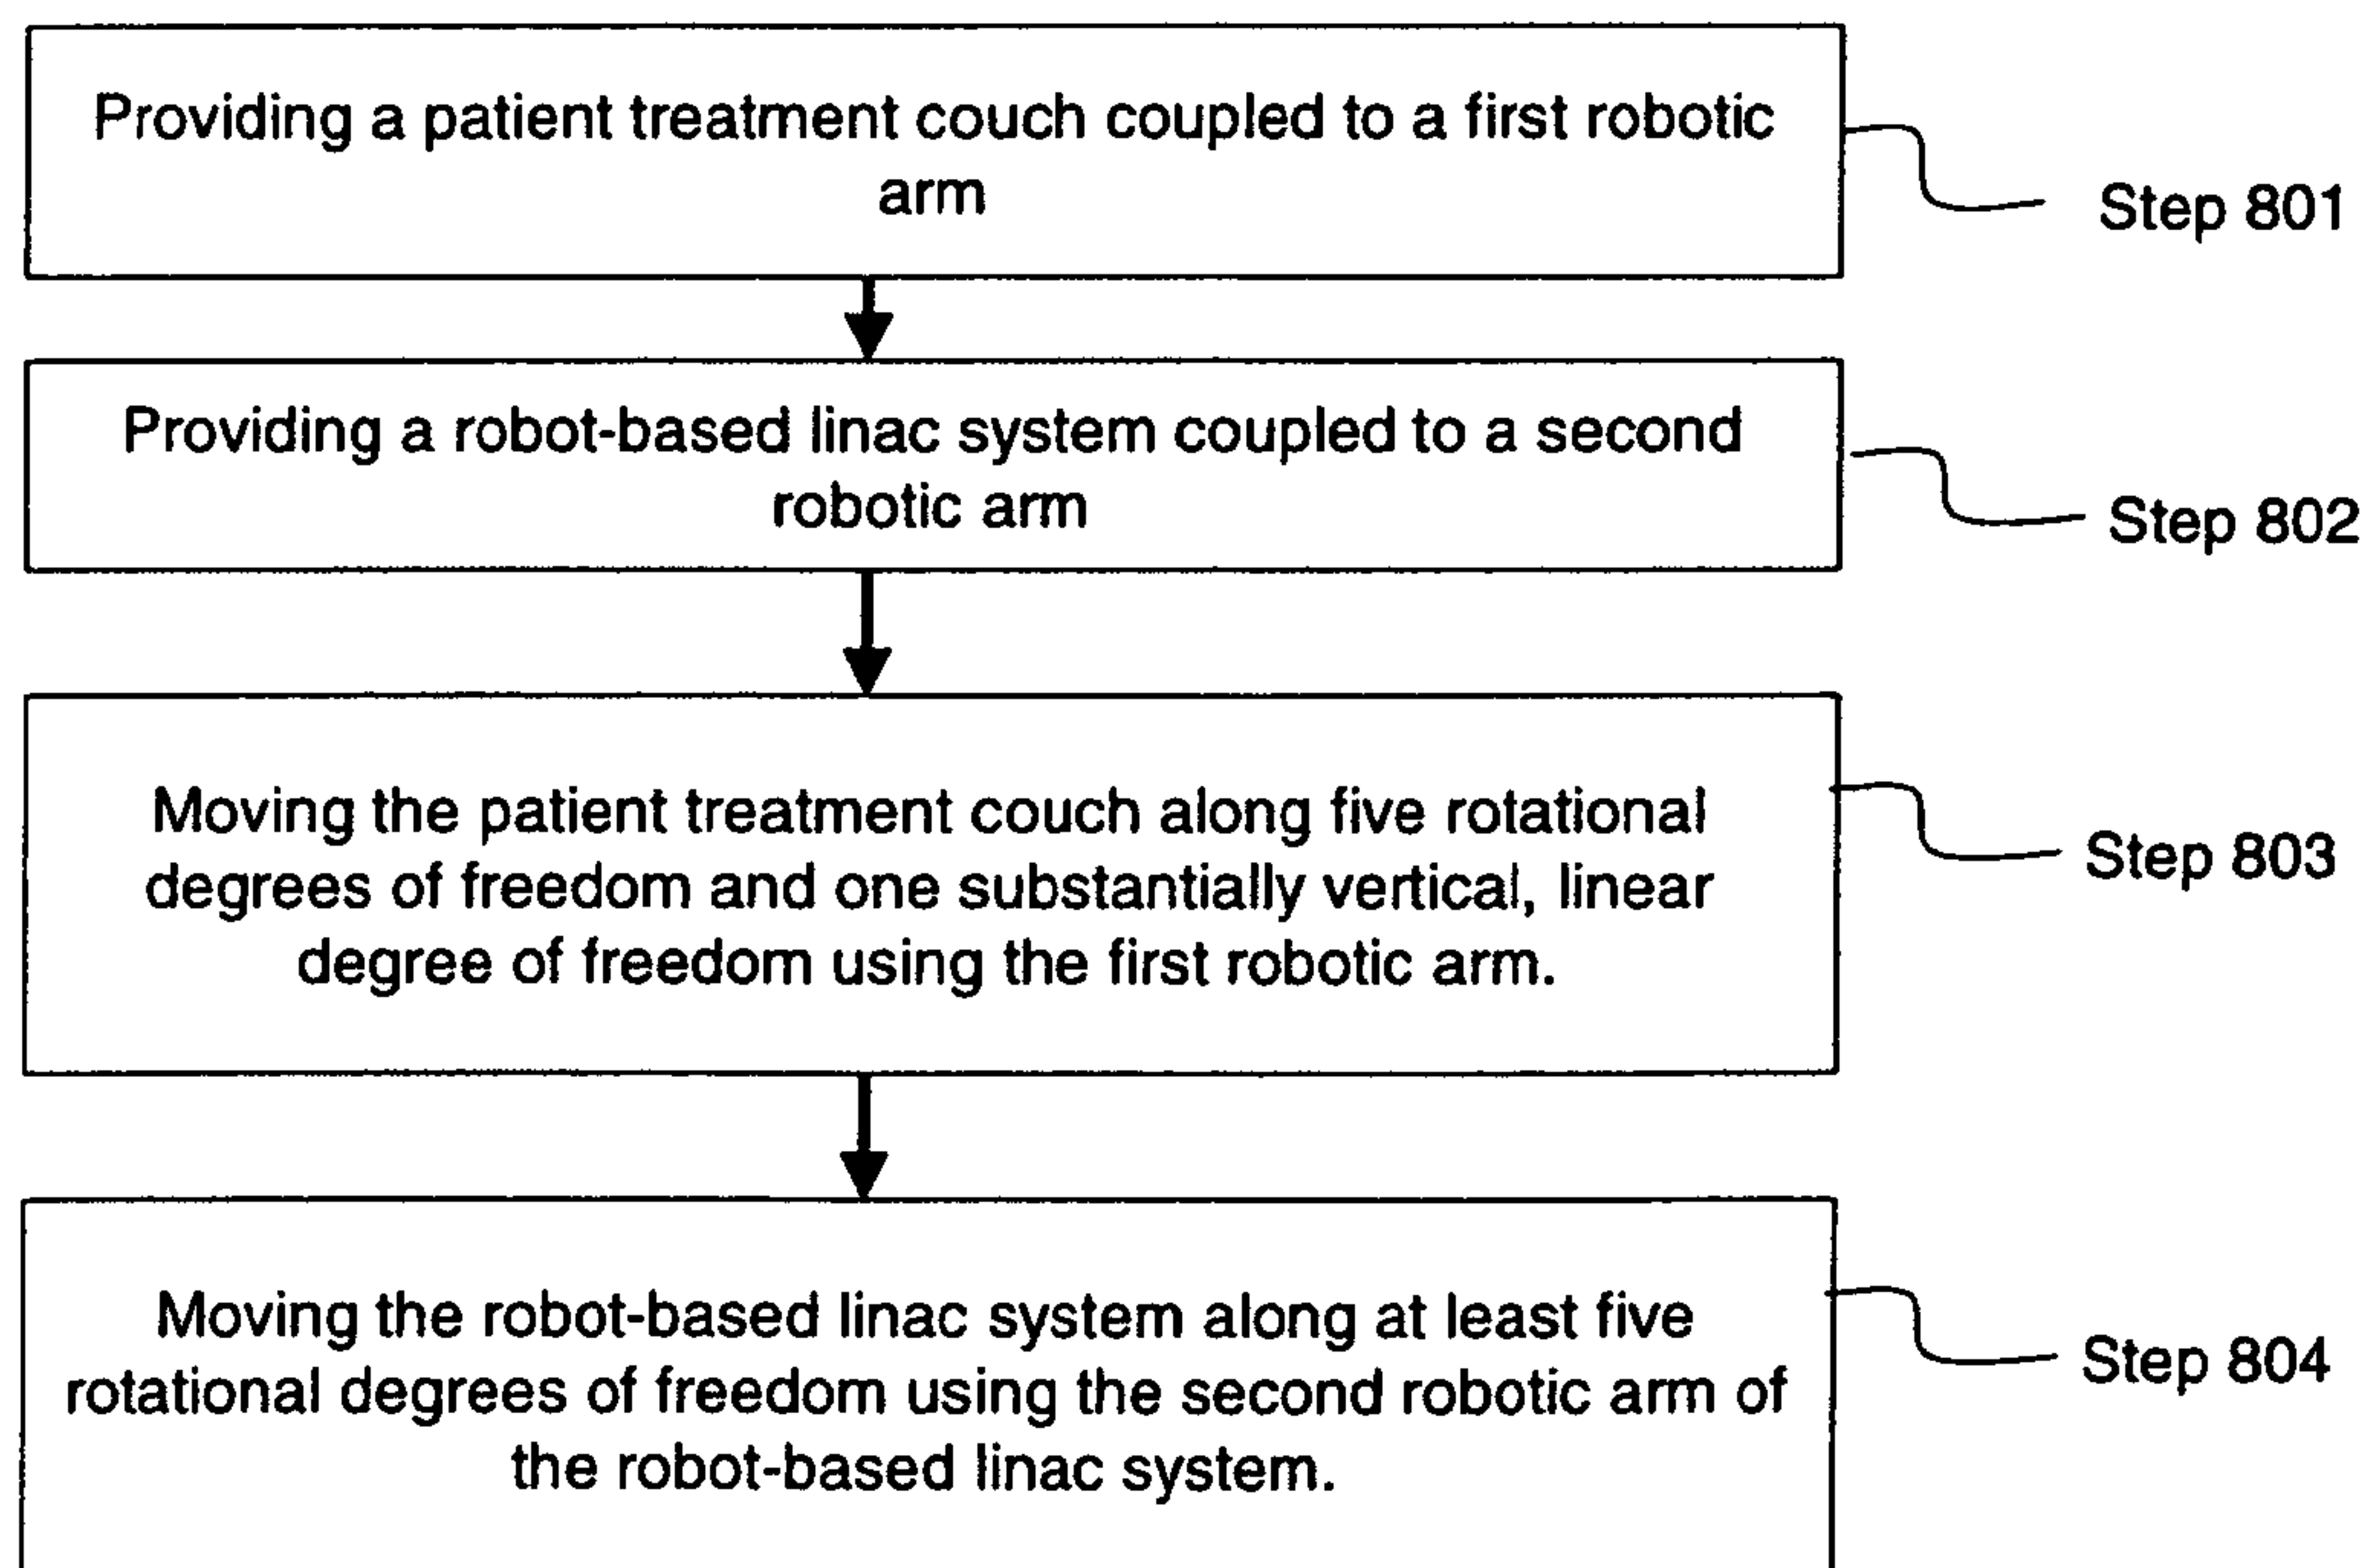 Providing a patient treatment couch coupled to a first robotic
arm
Step 801
Providing a robot-based linac system coupled to a second
robotic arm
Step 802
Moving the patient treatment couch along five rotational
degrees of freedom and one substantially vertical, linear
degree of freedom using the first robotic arm.
Step 803
Moving the robot-based linac system along at least five
rotational degrees of freedom using the second robotic arm of
the robot-based linac system.
Step 804